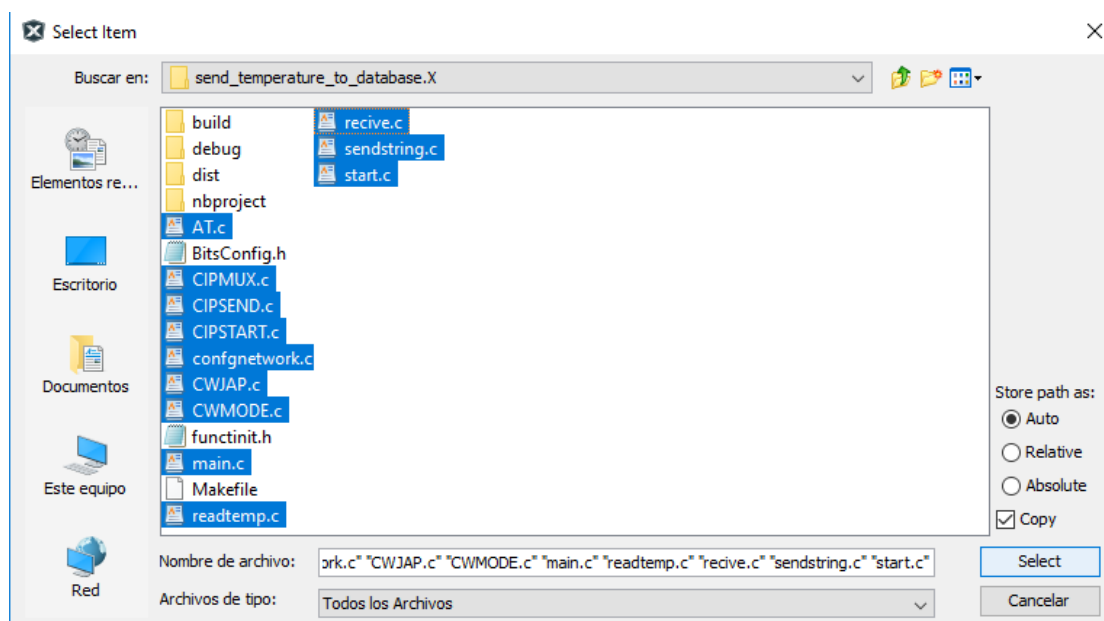 Select Item
Buscar en:
send_temperature_to_database.X
Elementos re...
Escritorio
Documentos
Este equipo
Red
build
debug
dist
nbproject
AT.c
BitsConfig.h
CIPMUX.c
CIPSEND.c
CIPSTART.c
confgnetwork.c
CWJAP.c
CWMODE.c
functinit.h
main.c
Makefile
readtemp.c
recive.c
sendstring.c
start.c
Store path as:
Auto
Relative
Absolute
Copy
Nombre de archivo:
ork.c" "CWJAP.c" "CWMODE.c" "main.c" "readtemp.c" "recive.c" "sendstring.c" "start.c"
Select
Archivos de tipo:
Todos los Archivos
Cancelar